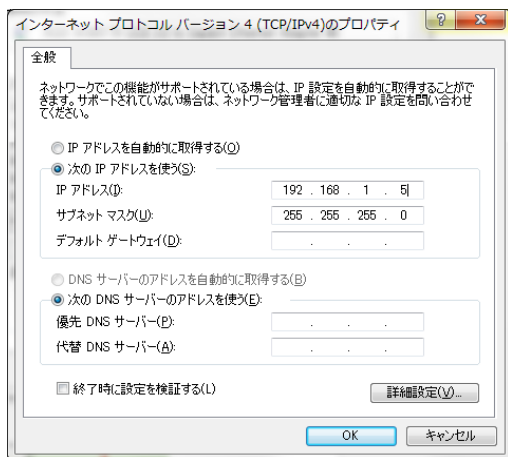 インターネット プロトコル バージョン 4 (TCP/IPv4)のプロパティ
?
全般
ネットワークでこの機能がサポートされている場合は、IP 設定を自動的に取得することがで
きます。サポートされていない場合は、ネットワーク管理者に適切な IP 設定を問い合わせ
てください。
IP アドレスを自動的に取得する(O)
次の IP アドレスを使う(S):
IP アドレス(I): 192 . 168 . 1 . 5
サブネット マスク(U): 255 . 255 . 255 . 0
デフォルト ゲートウェイ(D): . . .
DNS サーバーのアドレスを自動的に取得する(B)
次の DNS サーバーのアドレスを使う(E):
優先 DNS サーバー(P): . . .
代替 DNS サーバー(A): . . .
終了時に設定を検証する(L)
詳細設定(V)...
OK
キャンセル